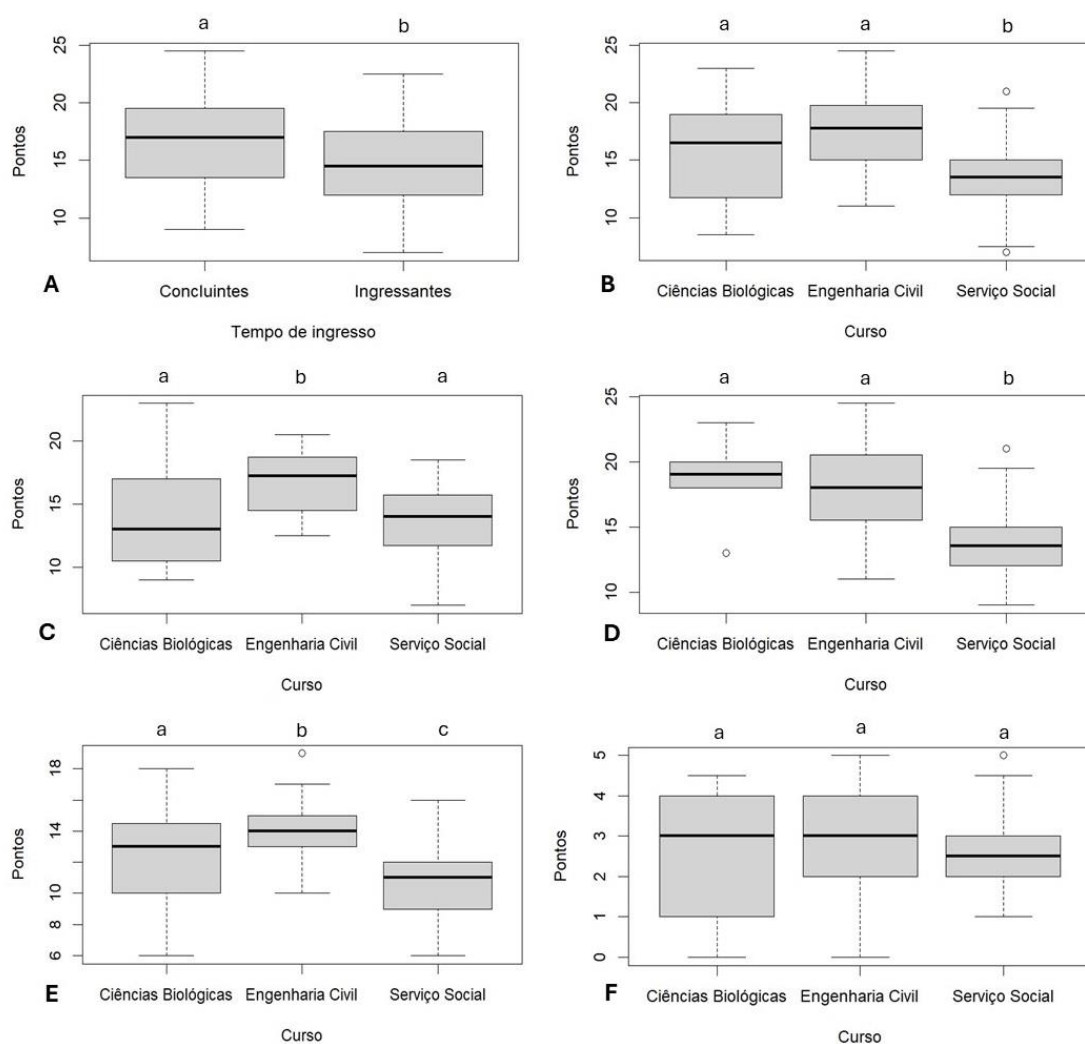 a b
25
20
15
10
Pontos
A
Concluintes Ingressantes
Tempo de ingresso
a a b
25
20
15
10
Pontos
B
Ciências Biológicas Engenharia Civil Serviço Social
Curso
a b a
20
15
10
Pontos
C
Ciências Biológicas Engenharia Civil Serviço Social
Curso
a a b
25
20
15
10
Pontos
D
Ciências Biológicas Engenharia Civil Serviço Social
Curso
a b c
18
14
10
8
6
Pontos
E
Ciências Biológicas Engenharia Civil Serviço Social
Curso
a a a
5
4
3
2
1
0
Pontos
F
Ciências Biológicas Engenharia Civil Serviço Social
Curso